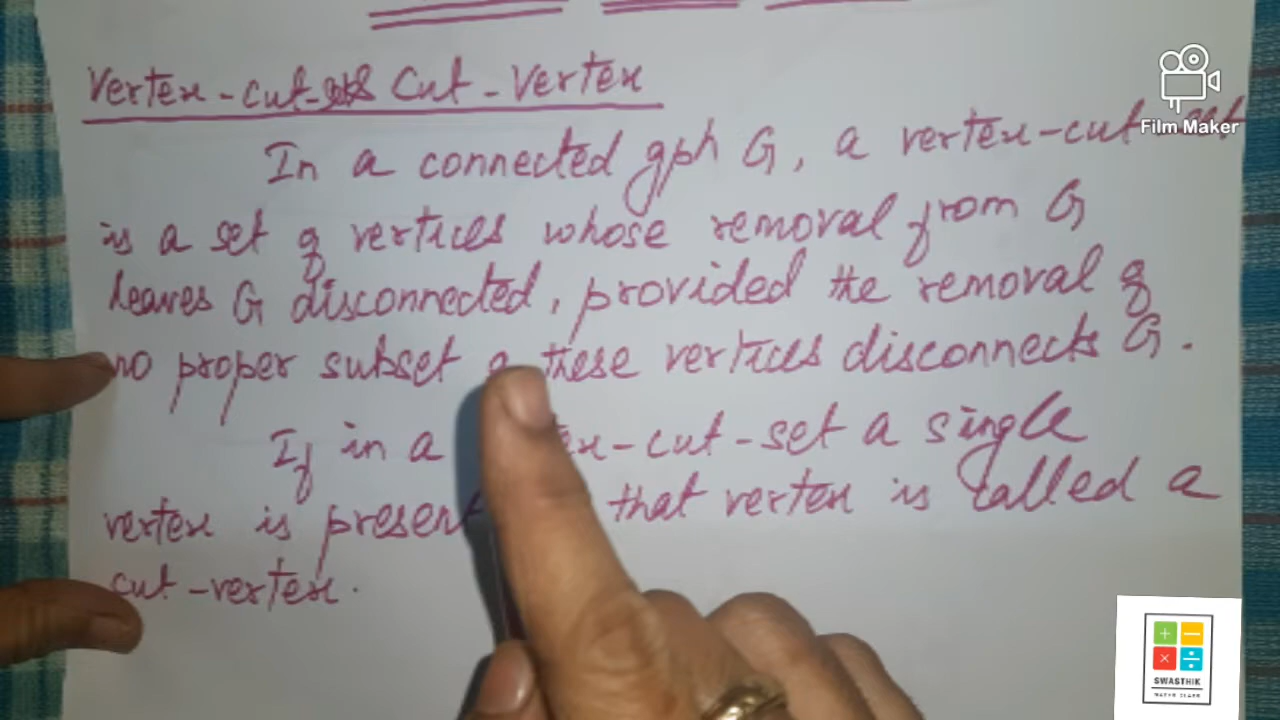 Vertex-cut-set & Cut-Vertex
In a connected gph G, a vertex-cut-set
is a set of vertices whose removal from G
leaves G disconnected, provided the removal of
no proper subset these vertices disconnects G.
If in a -cut-set a single
vertex is present that vertex is called a
cut-vertex.
Film Maker
SWASTHIK